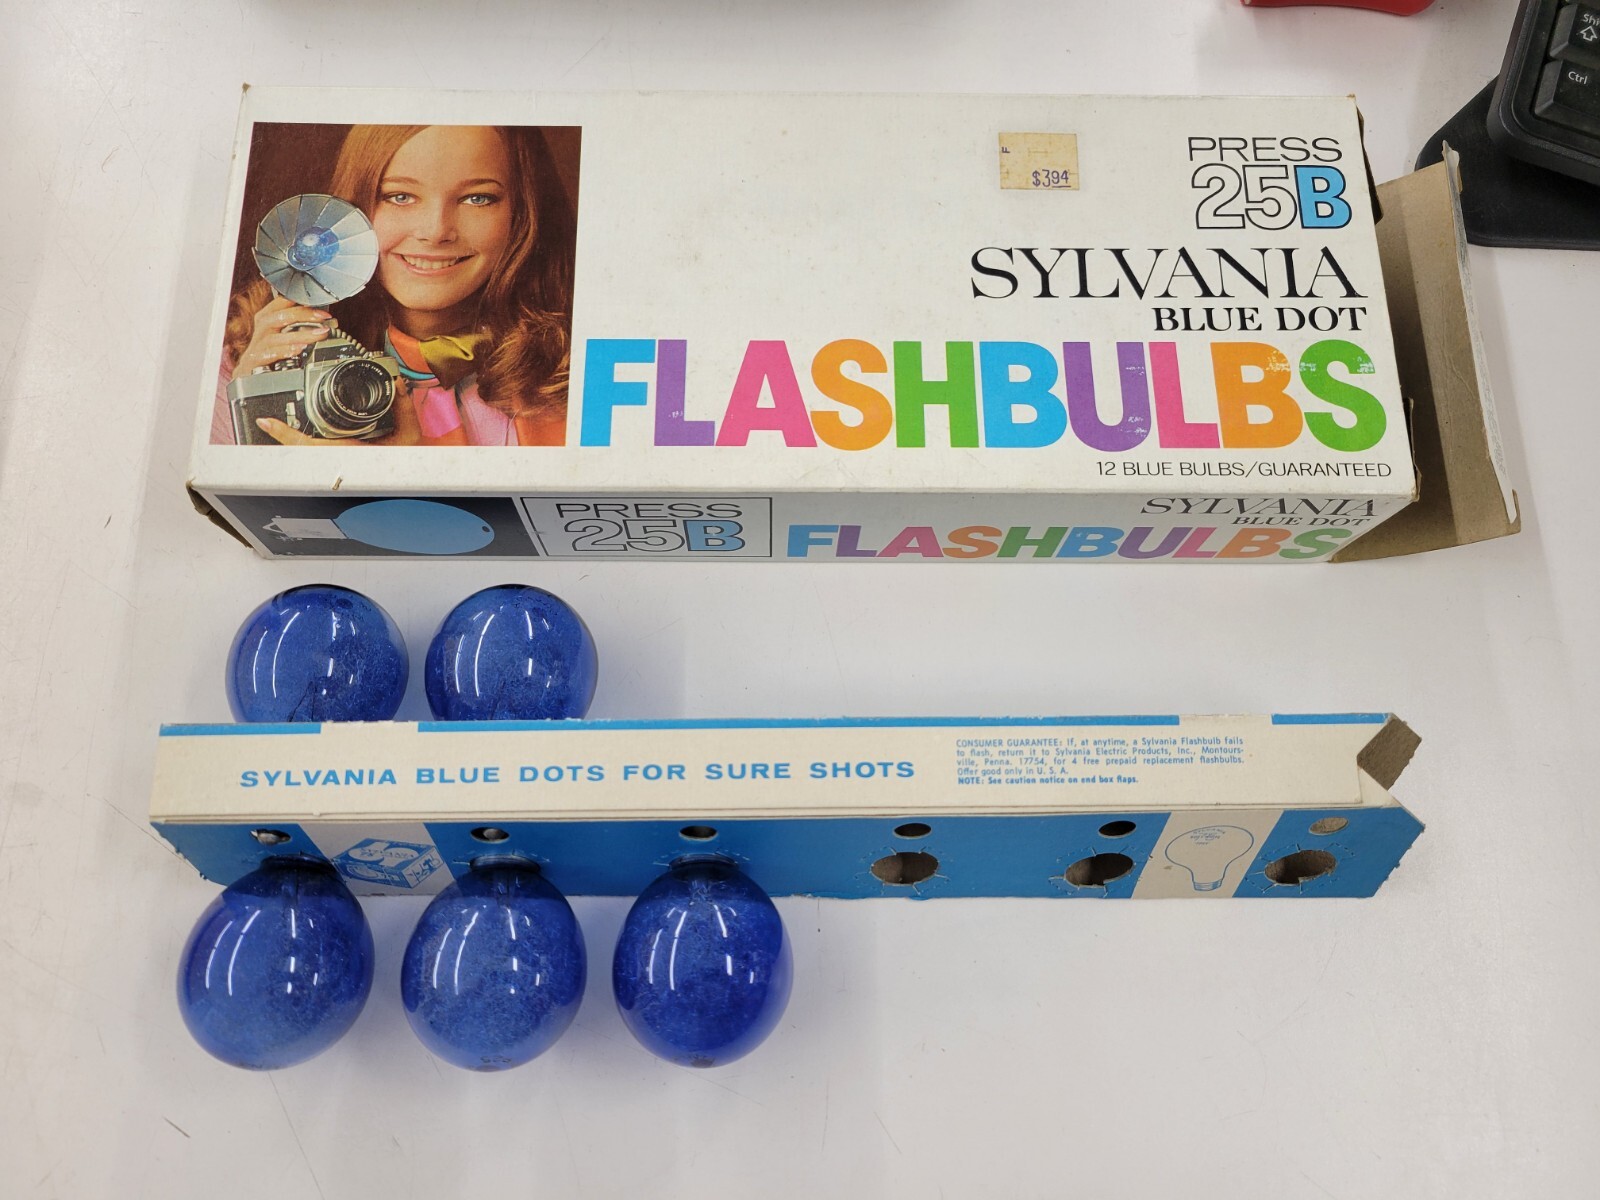 F
$3.94
PRESS
25B
SYLVANIA
BLUE DOT
FLASHBULBS
12 BLUE BULBS/GUARANTEED
PRESS
25B
SYLVANIA
BLUE DOT
FLASHBULBS
SYLVANIA BLUE DOTS FOR SURE SHOTS
CONSUMER GUARANTEE: If, at anytime, a Sylvania Flashbulb fails
to flash, return it to Sylvania Electric Products, Inc., Montours-
ville, Penna. 17754, for 4 free prepaid replacement flashbulbs.
Offer good only in U. S. A.
NOTE: See caution notice on end box flaps.
SYLVANIA
Ctrl